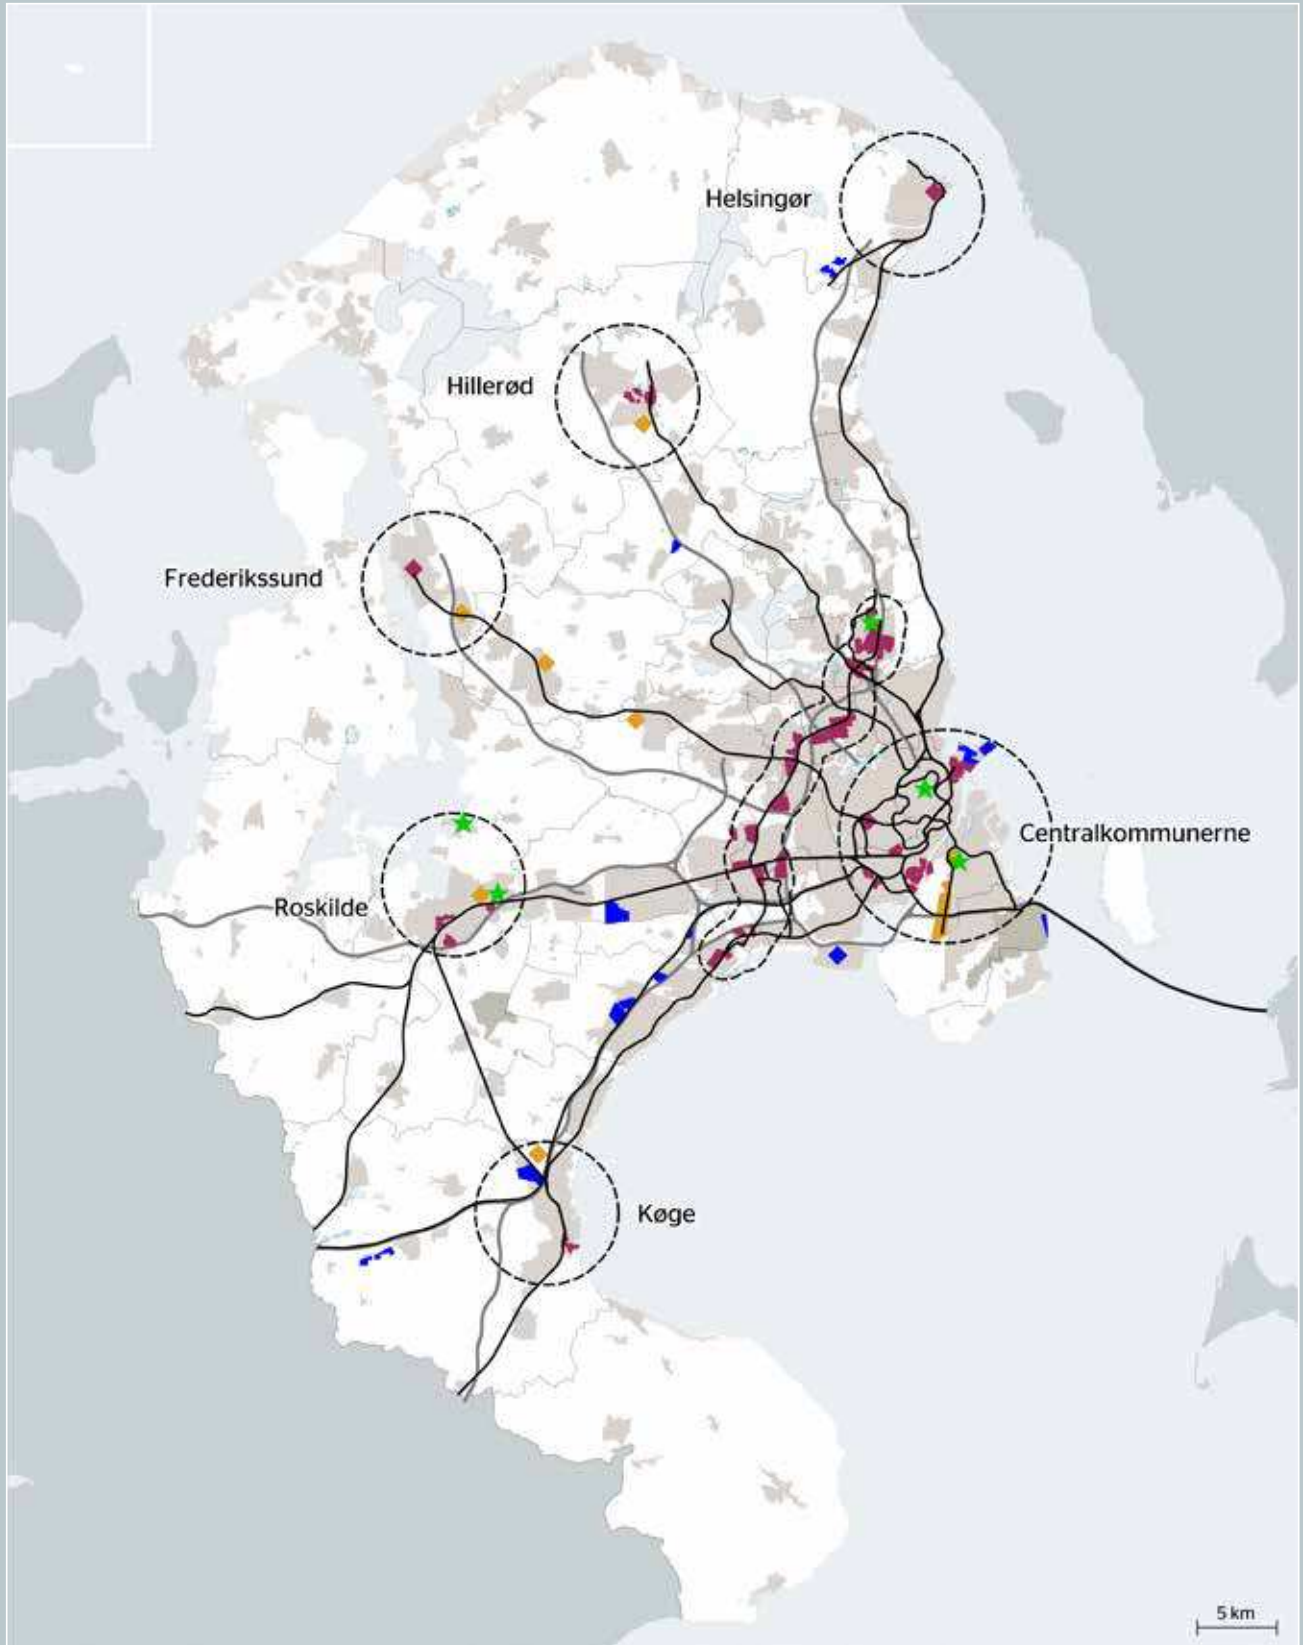 Helsingør
Hillerød
Frederikssund
Centralkommunerne
Roskilde
Køge
5 km